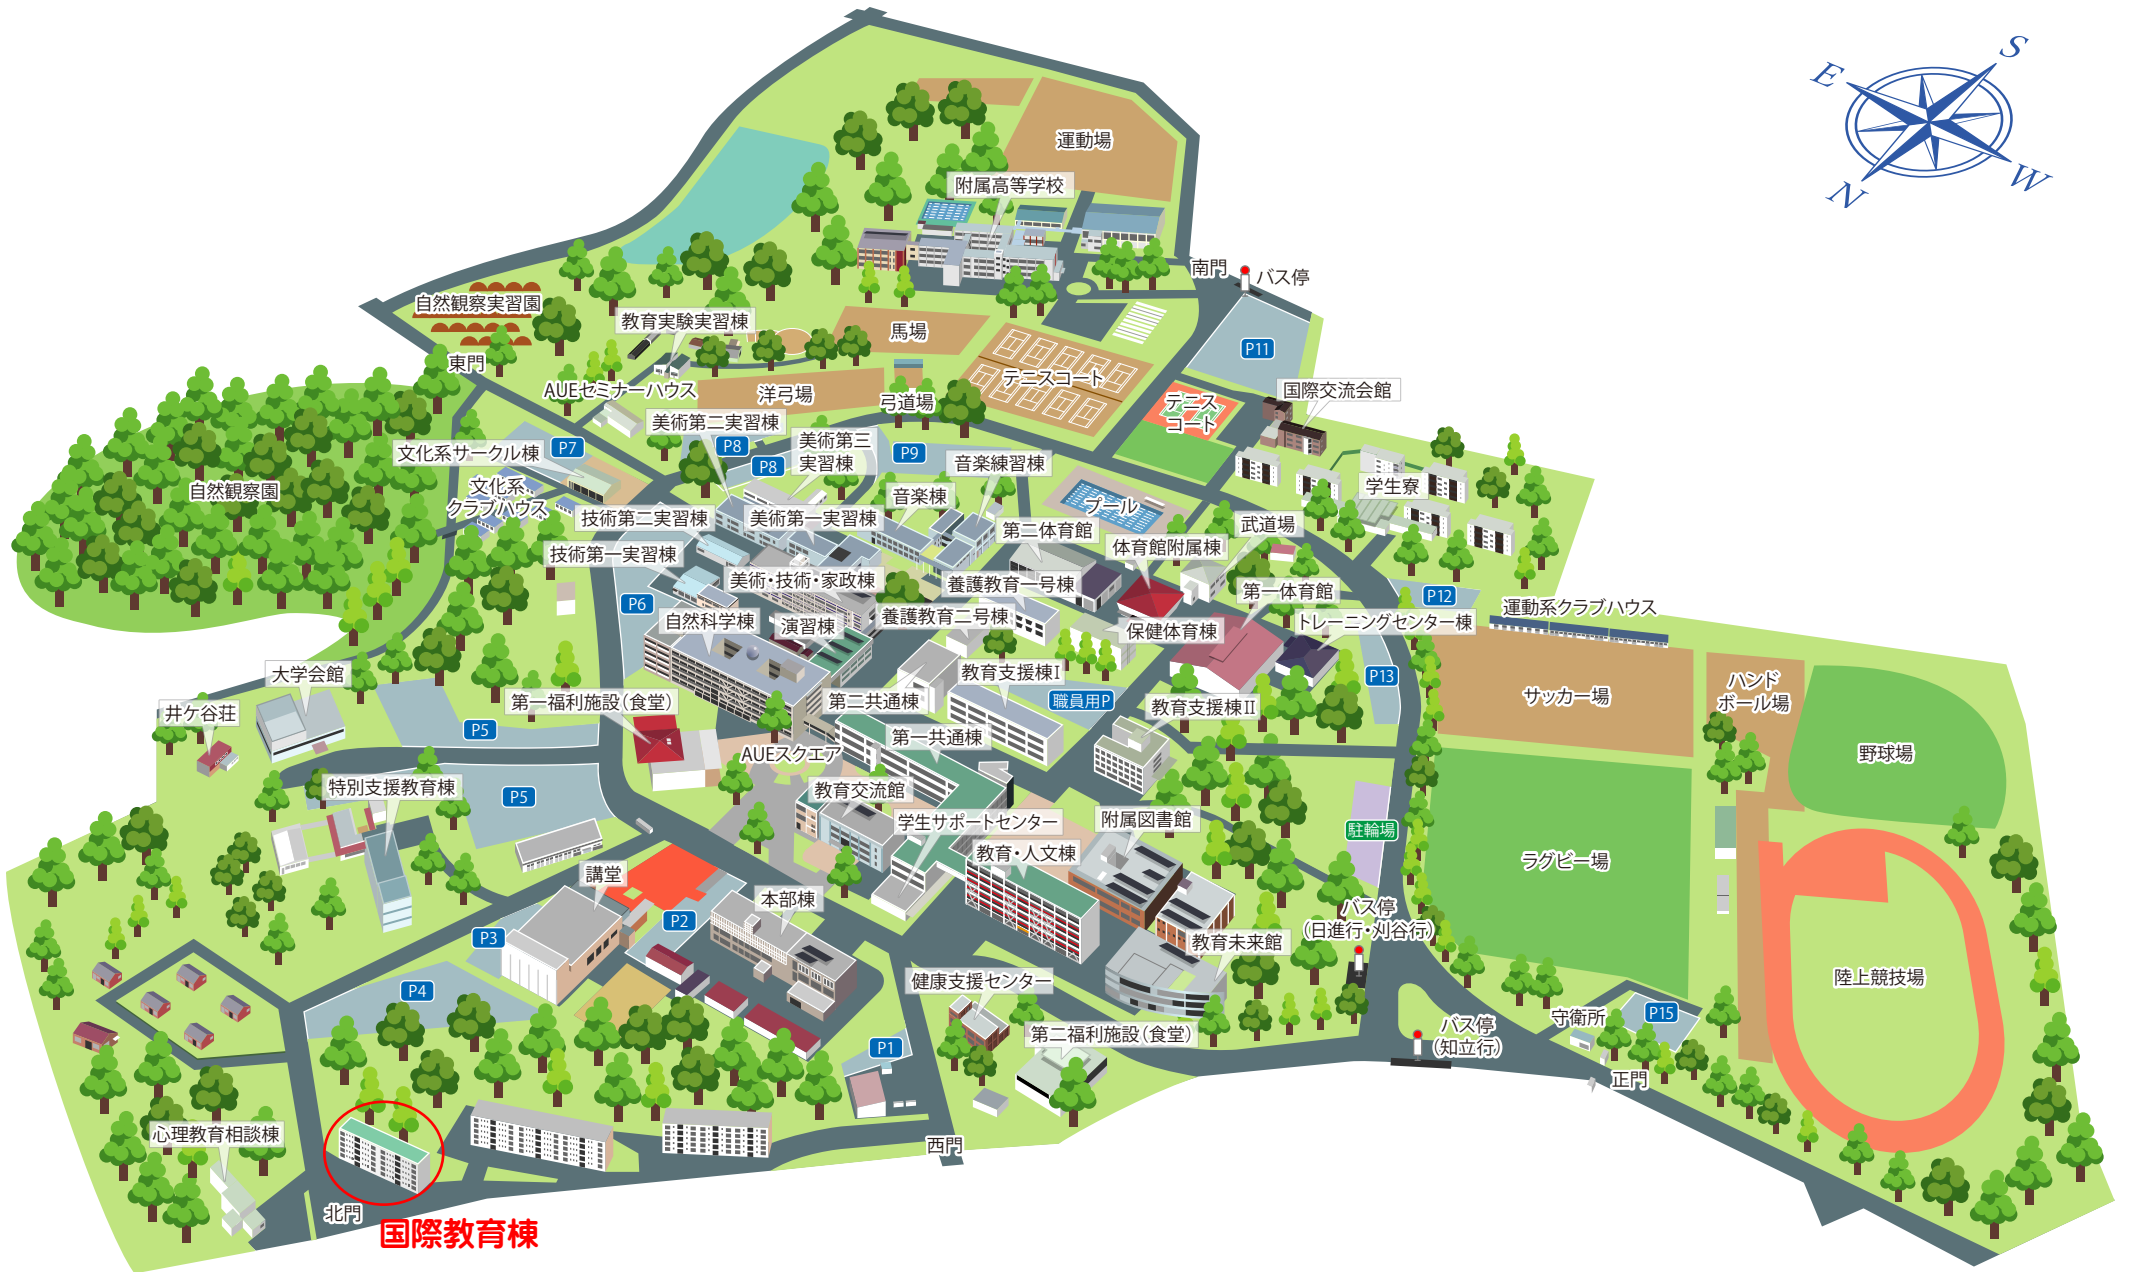 S
E
W
N
運動場
附属高等学校
南門
バス停
自然観察実習園
教育実験実習棟
馬場
P11
東門
AUEセミナーハウス
洋弓場
弓道場
テニスコート
テニス
コート
国際交流会館
美術第二実習棟
P7
P8
P8
美術第三
実習棟
P9
文化系サークル棟
音楽練習棟
自然観察園
文化系
クラブハウス
音楽棟
プール
学生寮
技術第二実習棟
美術第一実習棟
第二体育館
武道場
技術第一実習棟
体育館附属棟
美術・技術・家政棟
養護教育一号棟
第一体育館
P6
P12
運動系クラブハウス
自然科学棟
演習棟
養護教育二号棟
保健体育棟
トレーニングセンター棟
大学会館
教育支援棟Ⅰ
P13
サッカー場
ハンド
ボール場
井ケ谷荘
第一福利施設（食堂）
第二共通棟
職員用P
教育支援棟Ⅱ
P5
第一共通棟
AUEスクエア
野球場
特別支援教育棟
P5
教育交流館
学生サポートセンター
附属図書館
駐輪場
教育・人文棟
ラグビー場
講堂
本部棟
P2
バス停
（日進行・刈谷行）
P3
教育未来館
P4
健康支援センター
陸上競技場
第二福利施設（食堂）
P1
バス停
（知立行）
守衛所
P15
正門
心理教育相談棟
西門
北門
国際教育棟